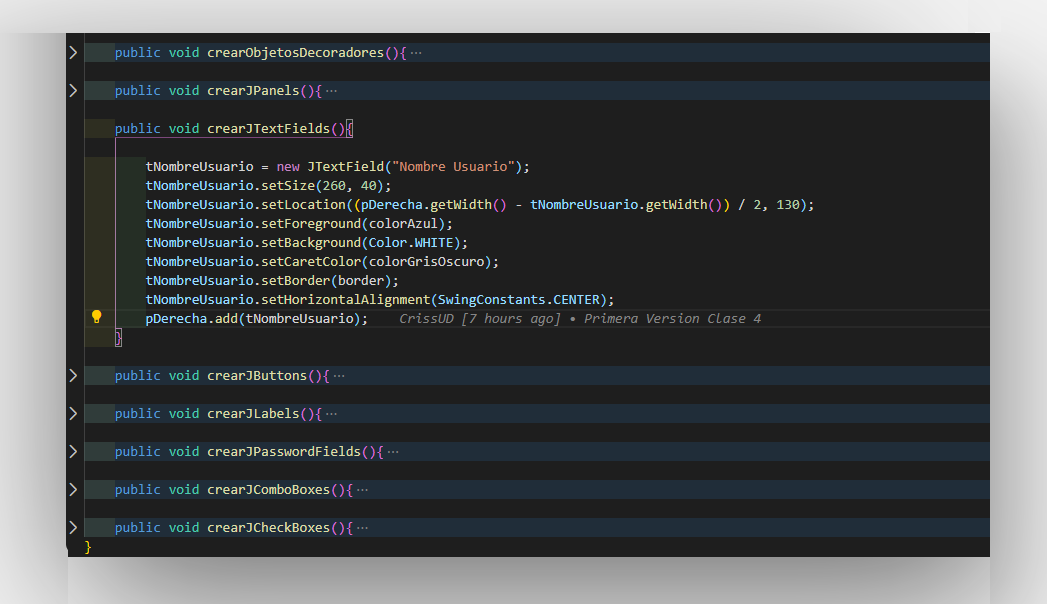 public void crearObjetosDecoradores(){ ···
public void crearJPanels(){ ···
public void crearJTextFields(){
tNombreUsuario = new JTextField("Nombre Usuario");
tNombreUsuario.setSize(260, 40);
tNombreUsuario.setLocation((pDerecha.getWidth() - tNombreUsuario.getWidth()) / 2, 130);
tNombreUsuario.setForeground(colorAzul);
tNombreUsuario.setBackground(Color.WHITE);
tNombreUsuario.setCaretColor(colorGrisOscuro);
tNombreUsuario.setBorder(border);
tNombreUsuario.setHorizontalAlignment(SwingConstants.CENTER);
pDerecha.add(tNombreUsuario); CrissUD [7 hours ago] • Primera Version Clase 4
}
public void crearJButtons(){ ···
public void crearJLabels(){ ···
public void crearJPasswordFields(){ ···
public void crearJComboBoxes(){ ···
public void crearJCheckBoxes(){ ···
}